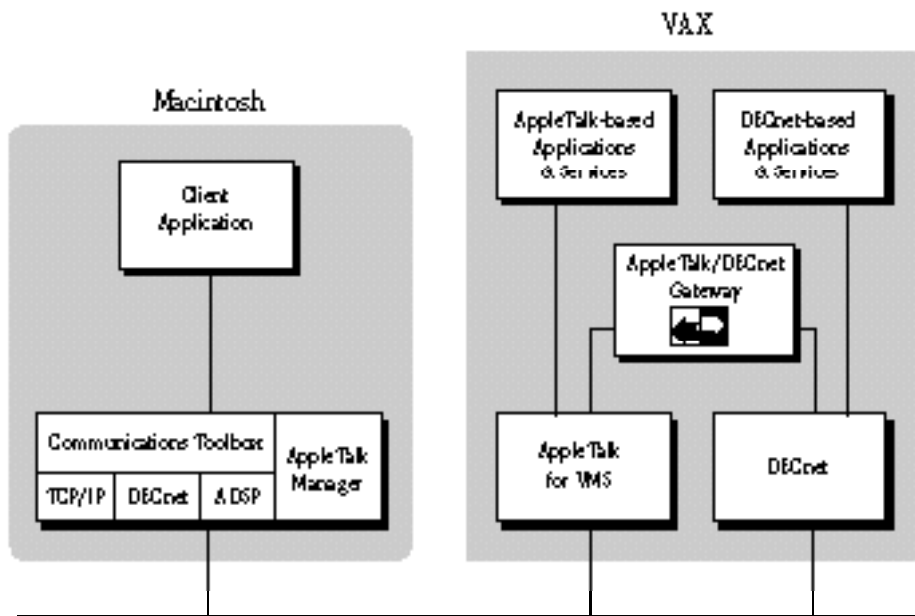 VAX
Macintosh
AppleTalk-based
Applications
& Services
DECnet-based
Applications
& Services
Client
Application
AppleTalk/DECnet
Gateway
Communications Toolbox
AppleTalk
Manager
TCP/IP
DECnet
ADSP
AppleTalk
for VMS
DECnet